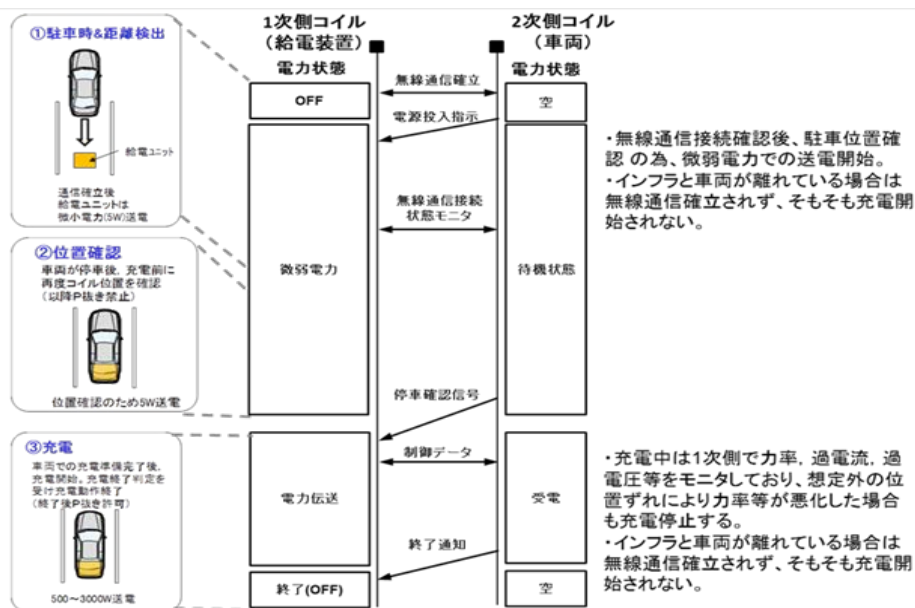 ①駐車時&距離検出
給電ユニット
通信確立後
給電ユニットは
微小電力(5W)送電
②位置確認
車両が停車後、充電前に
再度コイル位置を確認
(以降P抜き禁止)
位置確認のため5W送電
③充電
車両での充電準備完了後、
充電開始。充電終了判定を
受け充電動作終了
(終了後P抜き許可)
500～3000W送電
1次側コイル
(給電装置)
電力状態
OFF
微弱電力
電力伝送
終了(OFF)
無線通信確立
電源投入指示
無線通信接続
状態モニタ
停車確認信号
制御データ
終了通知
2次側コイル
(車両)
電力状態
空
待機状態
受電
空
・無線通信接続確認後、駐車位置確
認 の為、微弱電力での送電開始。
・インフラと車両が離れている場合は
無線通信確立されず、そもそも充電開
始されない。
・充電中は1次側で力率，過電流，過
電圧等をモニタしており、想定外の位
置ずれにより力率等が悪化した場合
も充電停止する。
・インフラと車両が離れている場合は
無線通信確立されず、そもそも充電開
始されない。